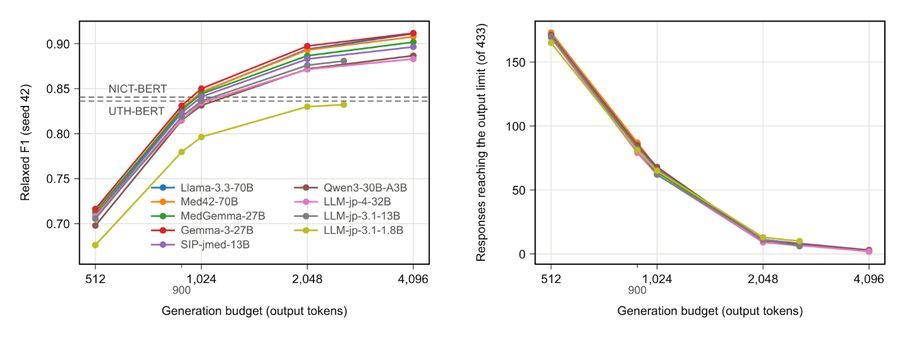 Relaxed F1 (seed 42)
0.90
0.85
0.80
0.75
0.70
NICT-BERT
UTH-BERT
Llama-3.3-70B
Med42-70B
MedGemma-27B
Gemma-3-27B
SIP-jmed-13B
Qwen3-30B-A3B
LLM-jp-4-32B
LLM-jp-3.1-13B
LLM-jp-3.1-1.8B
512
900
1,024
2,048
4,096
Generation budget (output tokens)
Responses reaching the output limit (of 433)
150
100
50
0
512
900
1,024
2,048
4,096
Generation budget (output tokens)